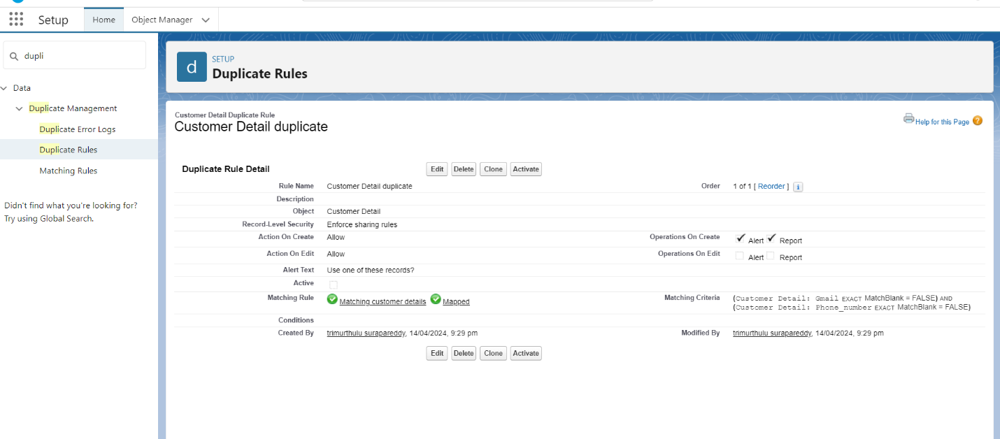 Setup Home Object Manager
dupli
SETUP
Duplicate Rules
Data
Duplicate Management
Duplicate Error Logs
Duplicate Rules
Matching Rules
Didn't find what you're looking for?
Try using Global Search.
Customer Detail Duplicate Rule
Customer Detail duplicate
Help for this Page ?
Duplicate Rule Detail Edit Delete Clone Activate
Rule Name Customer Detail duplicate Order 1 of 1 [ Reorder ] i
Description
Object Customer Detail
Record-Level Security Enforce sharing rules
Action On Create Allow Operations On Create Alert Report
Action On Edit Allow Operations On Edit Alert Report
Alert Text Use one of these records?
Active
Matching Rule Matching customer details Mapped Matching Criteria (Customer Detail: Gmail EXACT MatchBlank = FALSE) AND
(Customer Detail: Phone_number EXACT MatchBlank = FALSE)
Conditions
Created By trimurthulu surapareddy, 14/04/2024, 9:29 pm Modified By trimurthulu surapareddy, 14/04/2024, 9:29 pm
Edit Delete Clone Activate